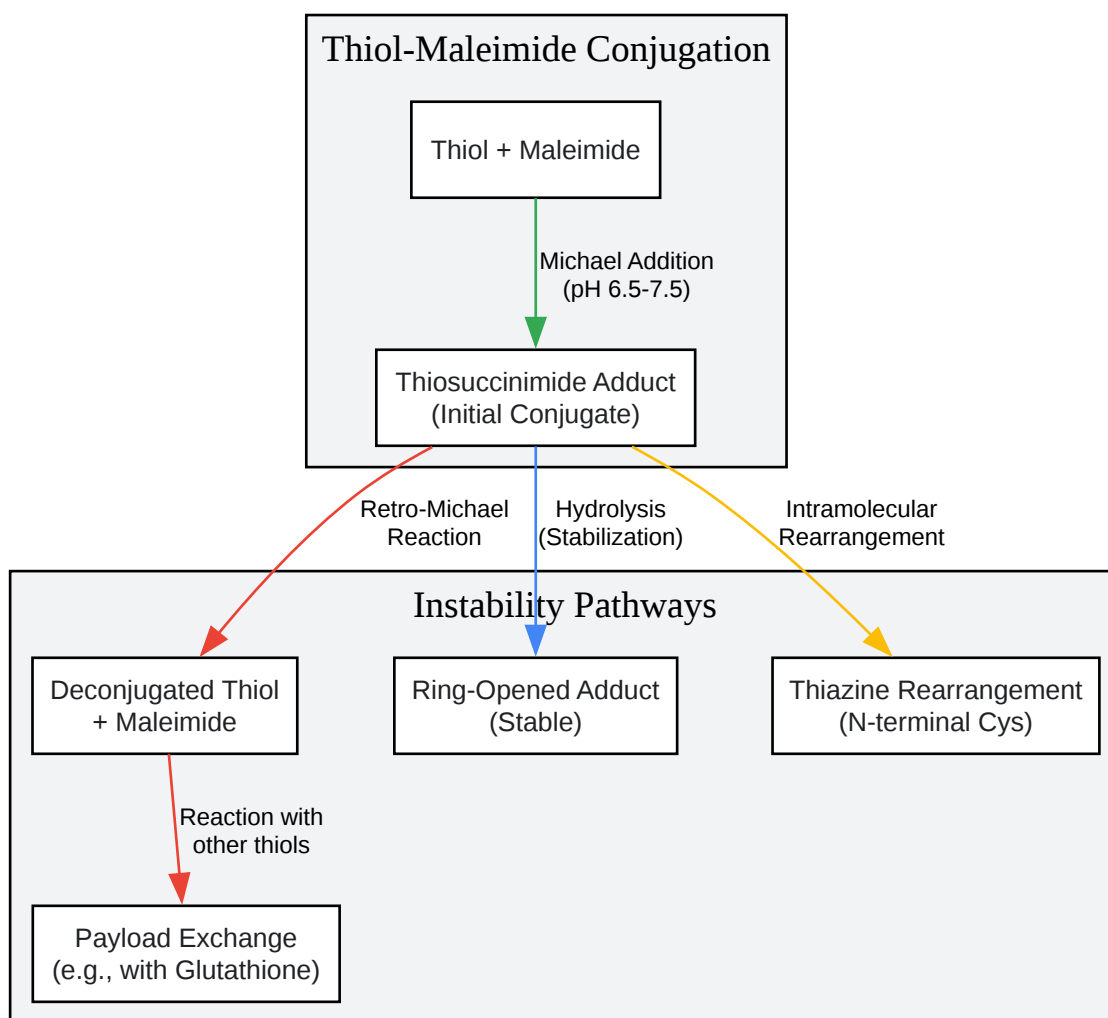 Thiol-Maleimide Conjugation
Thiol + Maleimide
Michael Addition
(pH 6.5-7.5)
Thiosuccinimide Adduct
(Initial Conjugate)
Retro-Michael
Reaction
Hydrolysis
(Stabilization)
Intramolecular
Rearrangement
Instability Pathways
Deconjugated Thiol
+ Maleimide
Ring-Opened Adduct
(Stable)
Thiazine Rearrangement
(N-terminal Cys)
Reaction with
other thiols
Payload Exchange
(e.g., with Glutathione)